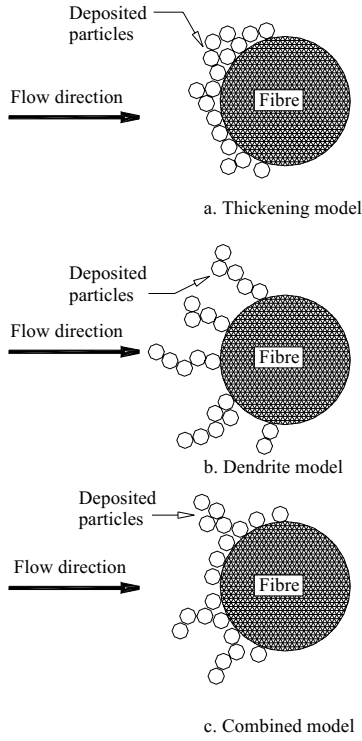 Deposited
particles
Flow direction
Fibre
a. Thickening model
Deposited
particles
Flow direction
Fibre
b. Dendrite model
Deposited
particles
Flow direction
Fibre
c. Combined model